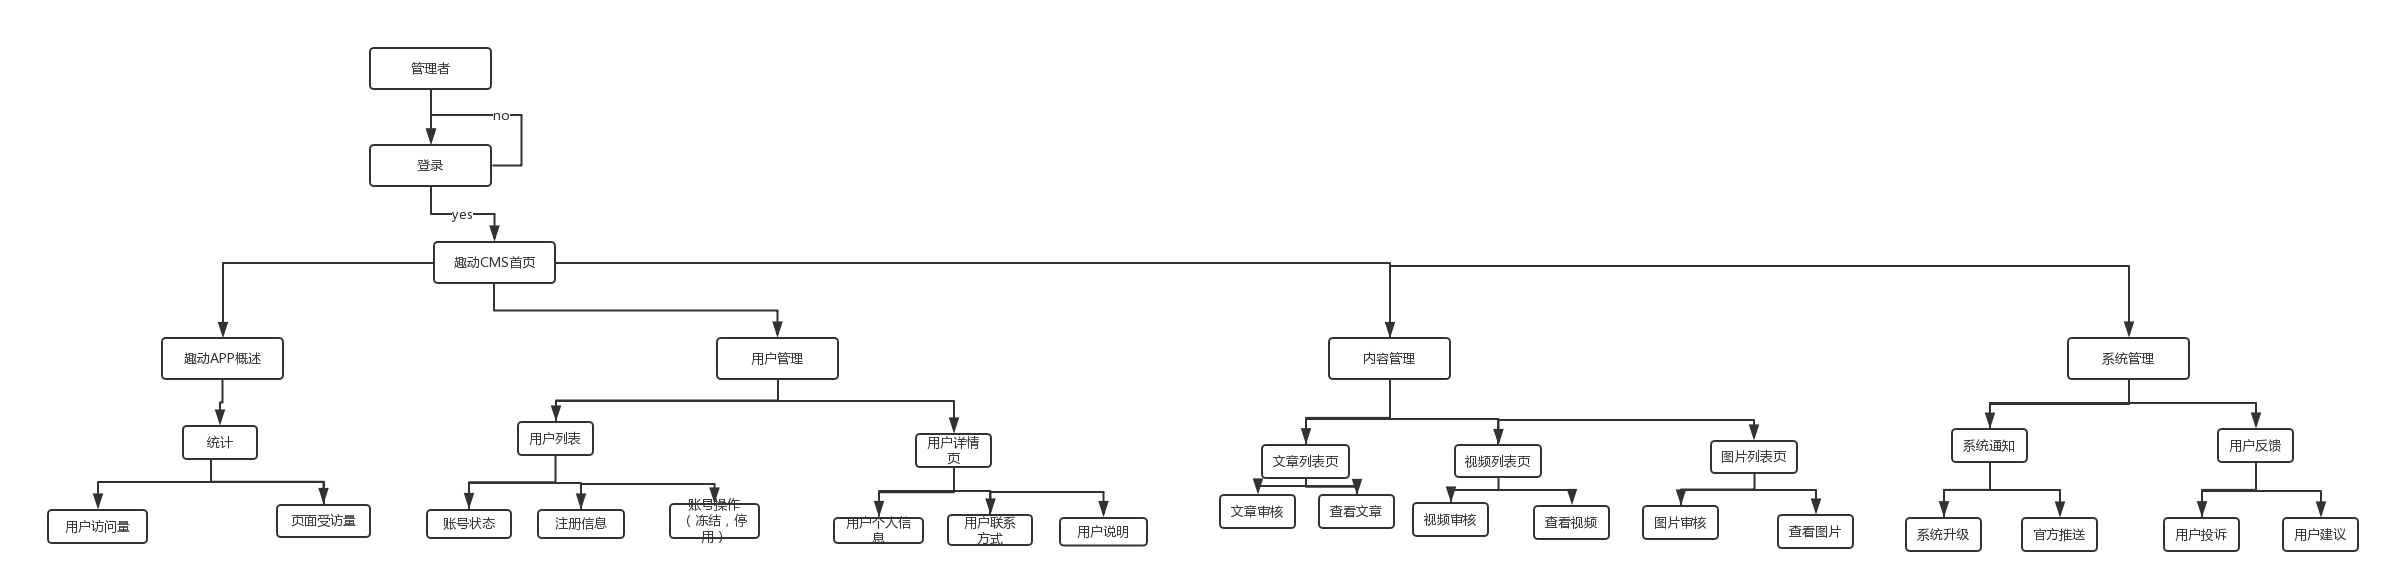 管理者
no
登录
yes
趣动CMS首页
趣动APP概述
用户管理
内容管理
系统管理
统计
用户列表
用户详情
页
文章列表页
视频列表页
图片列表页
系统通知
用户反馈
用户访问量
页面受访量
账号状态
注册信息
账号操作
（冻结，停
用）
用户个人信
息
用户联系
方式
用户说明
文章审核
查看文章
视频审核
查看视频
图片审核
查看图片
系统升级
官方推送
用户投诉
用户建议